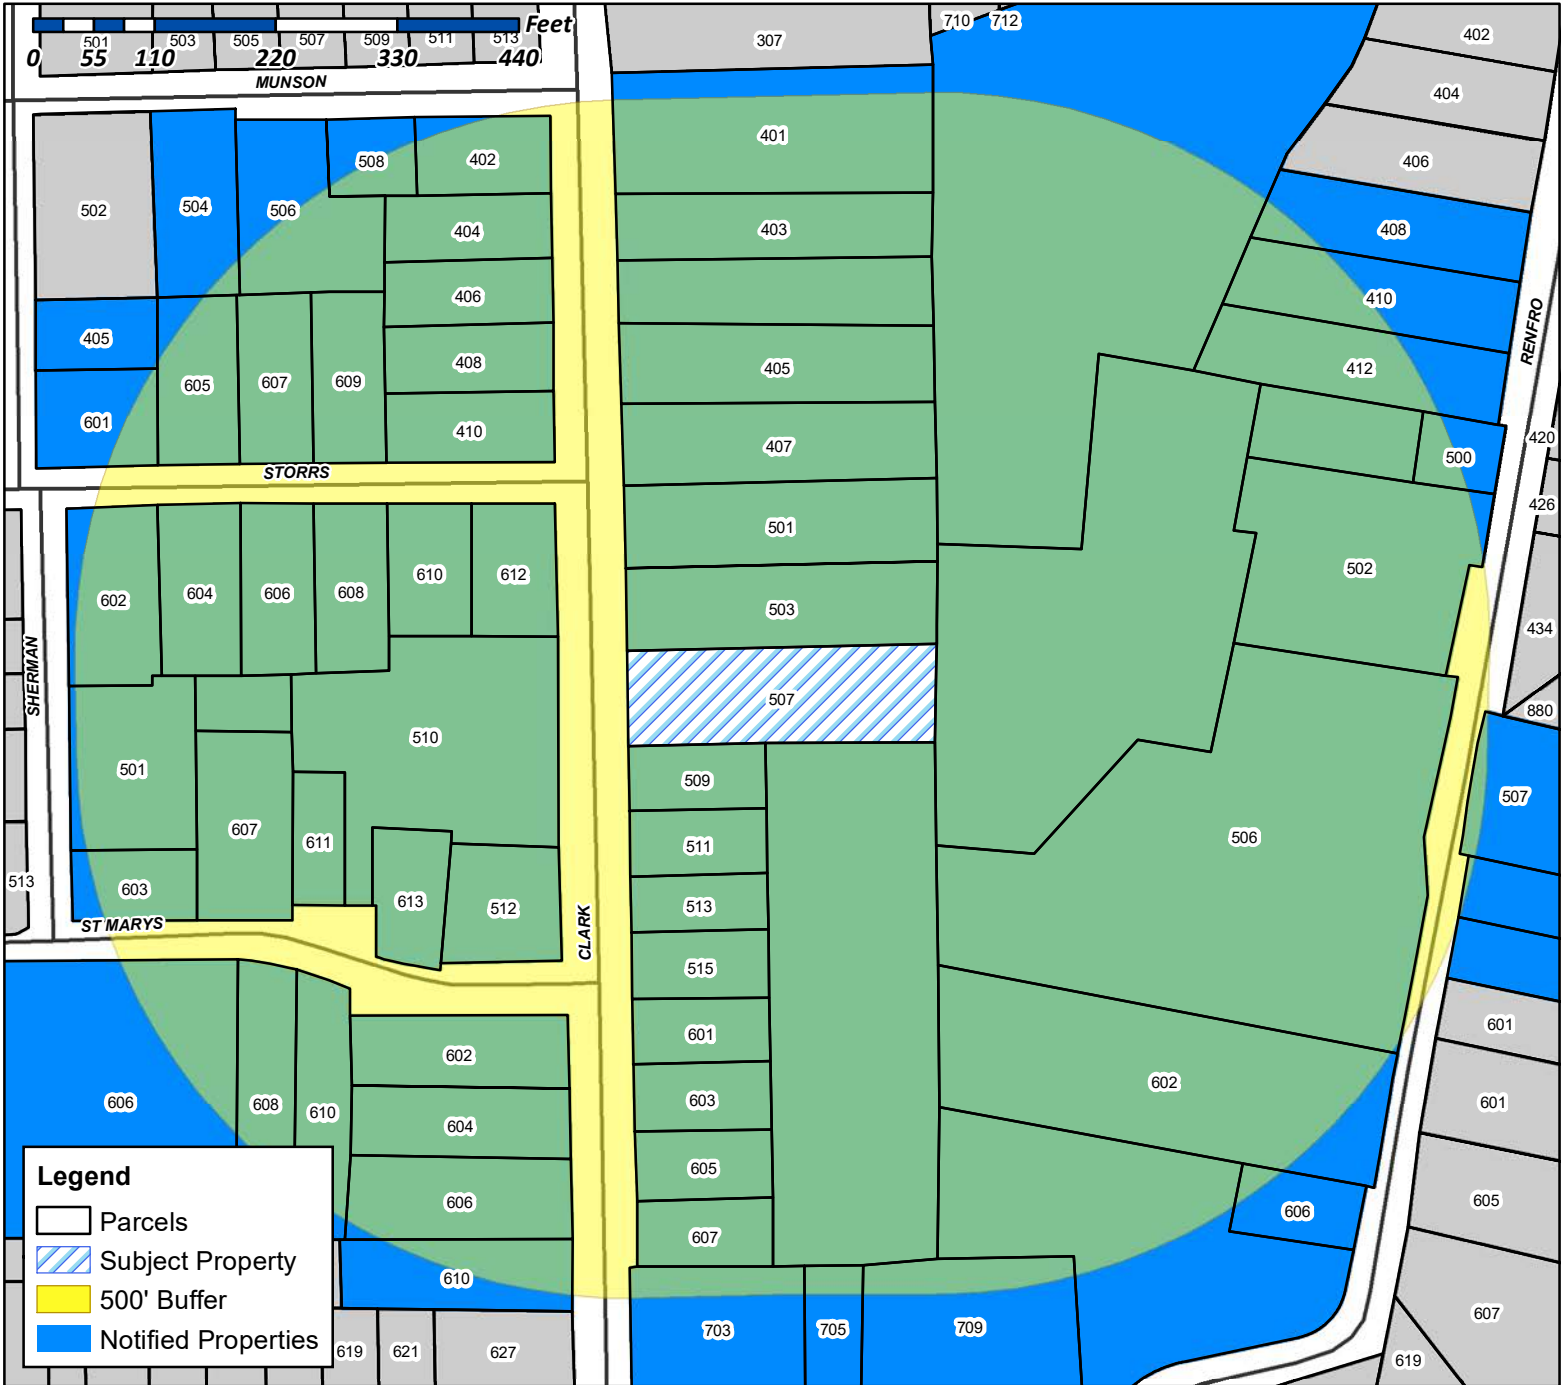 Feet
0 55 110 220 330 440
501 503 505 507 509 511 513
MUNSON
307
710 712
402
404
406
401
502 504 506 508 402
404
406
408
410
403
405
407
501
503
408
410
412
500
502
RENFRO
420
426
434
880
405
601
605 607 609
STORRS
602 604 606 608 610 612
SHERMAN
501
510
607
611
603
613
512
513
ST MARYS
CLARK
507
509
511
513
515
601
603
605
607
506
507
602
606
601
601
605
607
619
606 608 610
602
604
606
610
703 705 709
619 621 627
Legend
Parcels
Subject Property
500' Buffer
Notified Properties